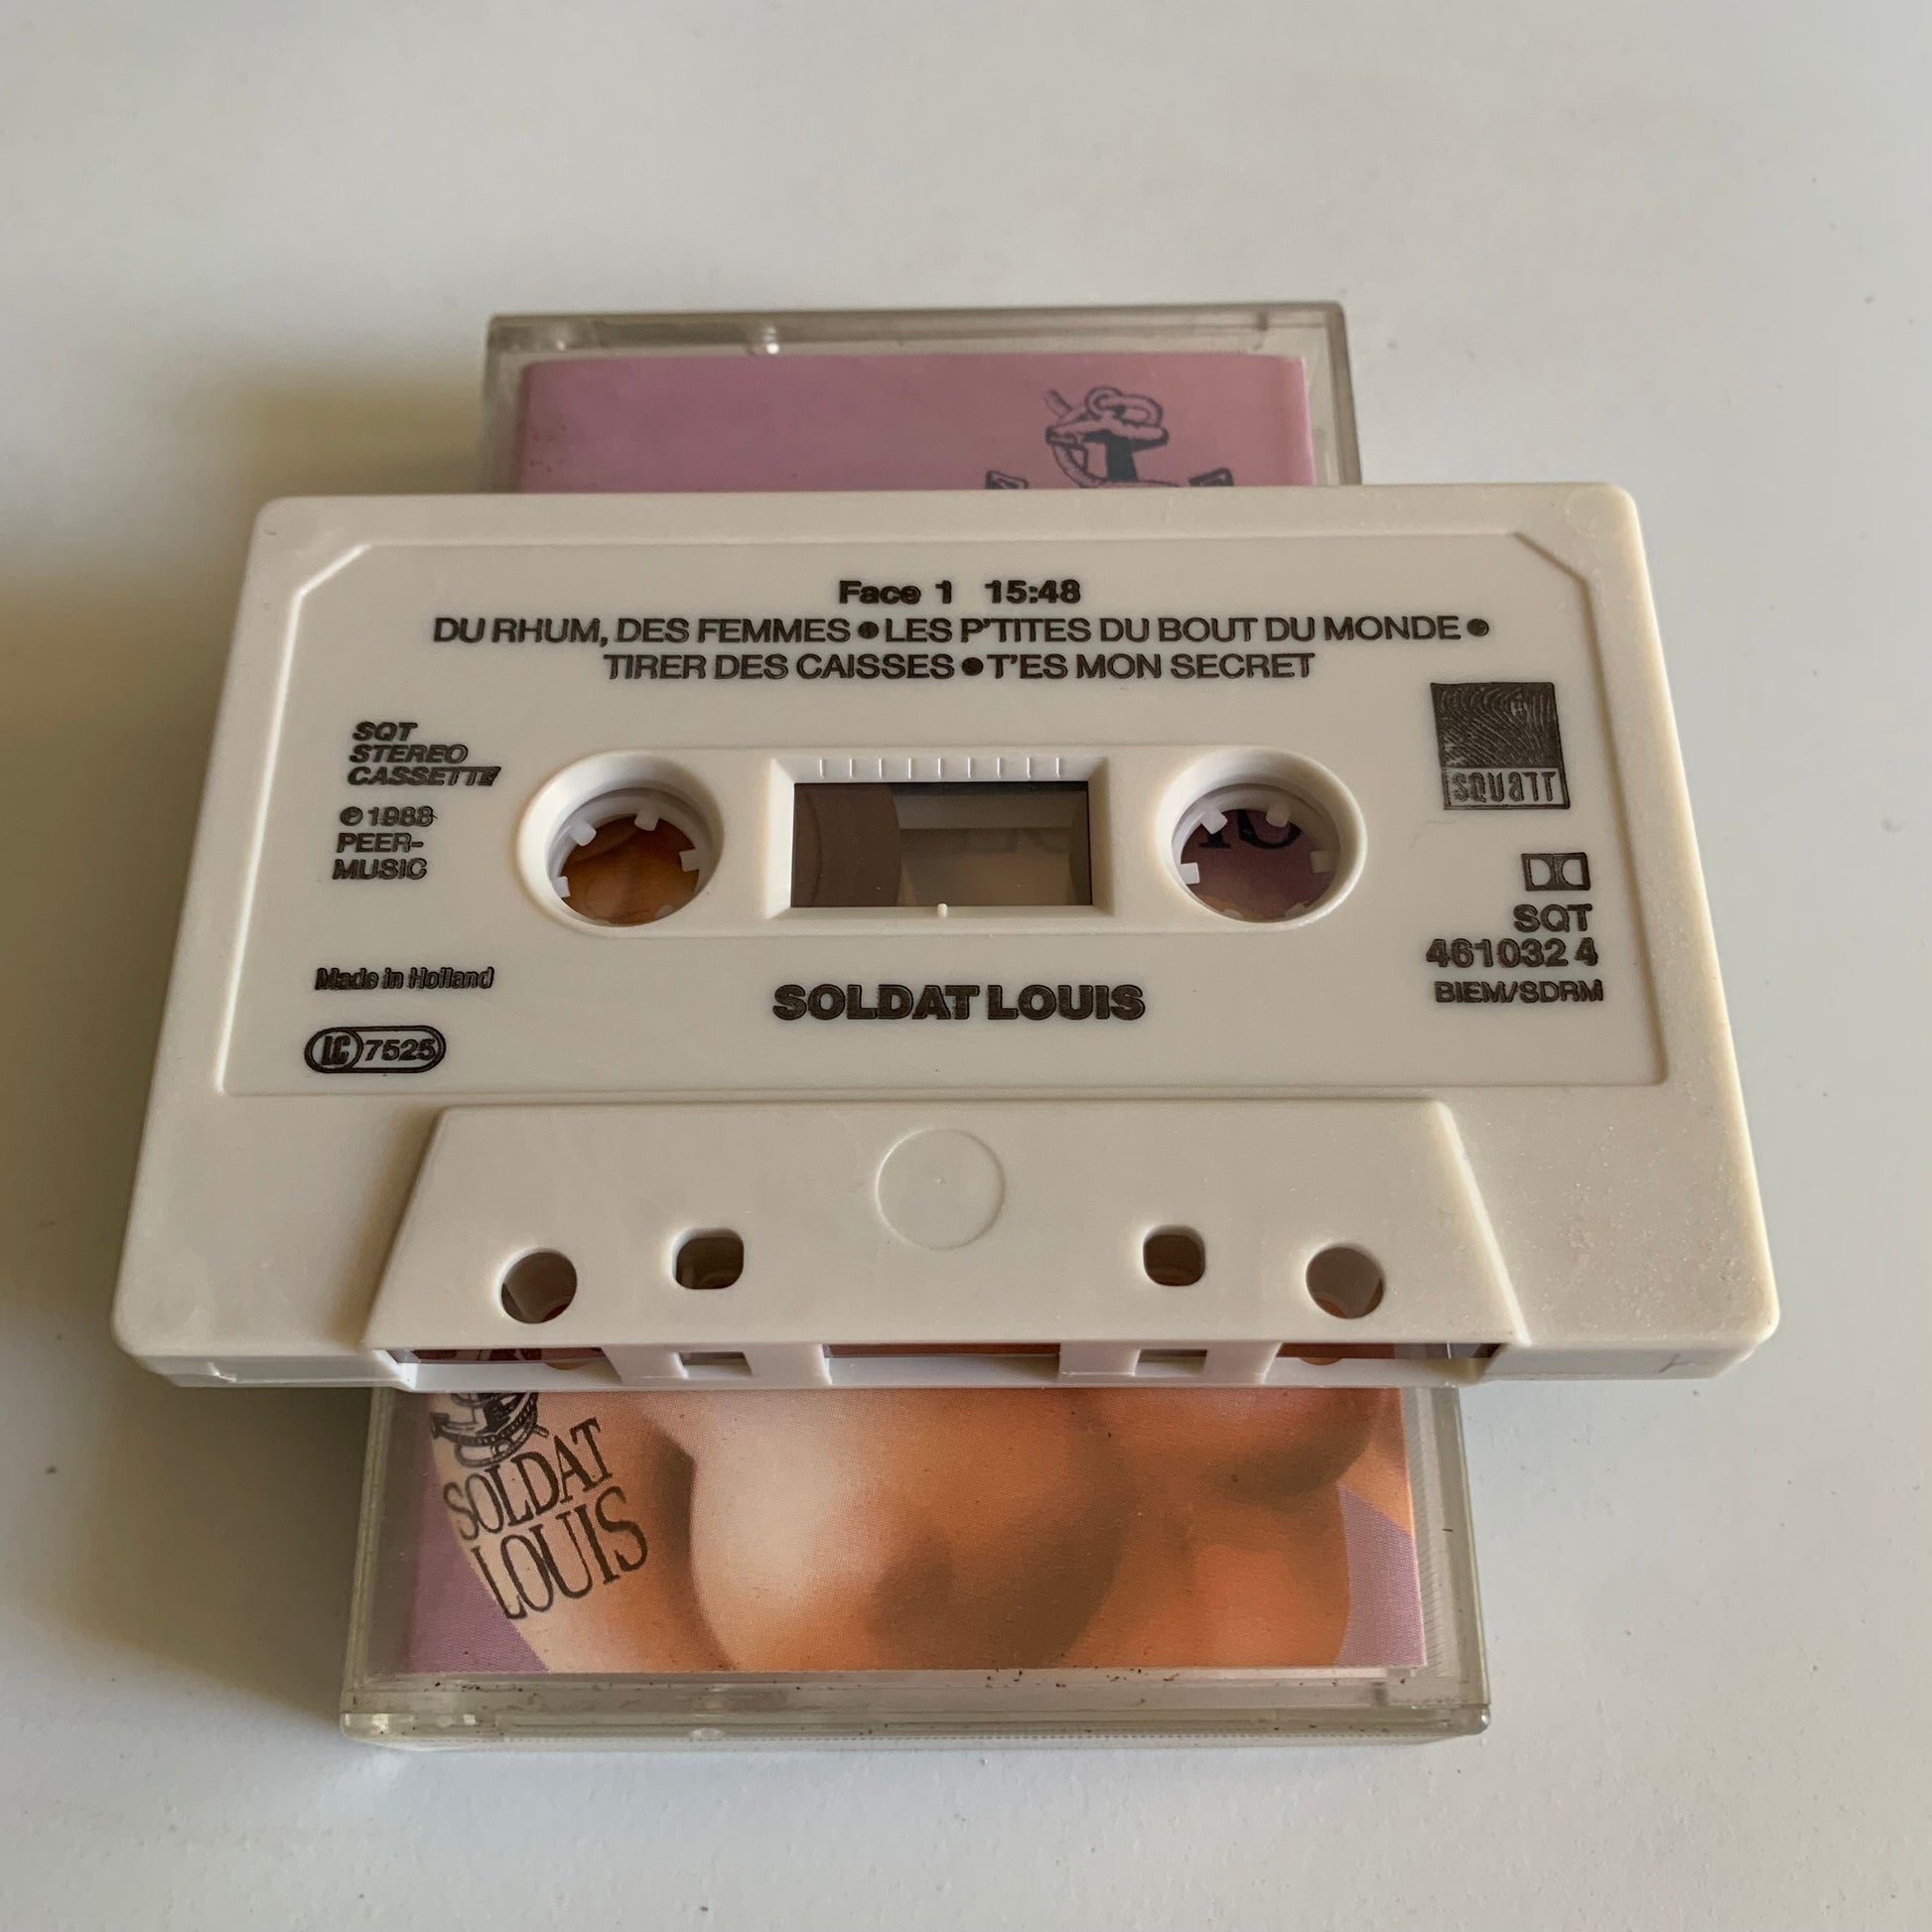 Face 1 15:48
DU RHUM, DES FEMMES ● LES P'TITES DU BOUT DU MONDE ●
TIRER DES CAISSES ● T'ES MON SECRET
SQT
STEREO
CASSETTE
℗ 1988
PEER-
MUSIC
SQUATT
SQT
461032 4
BIEM/SDRM
Made in Holland
SOLDAT LOUIS
LC 7525
SOLDAT
LOUIS